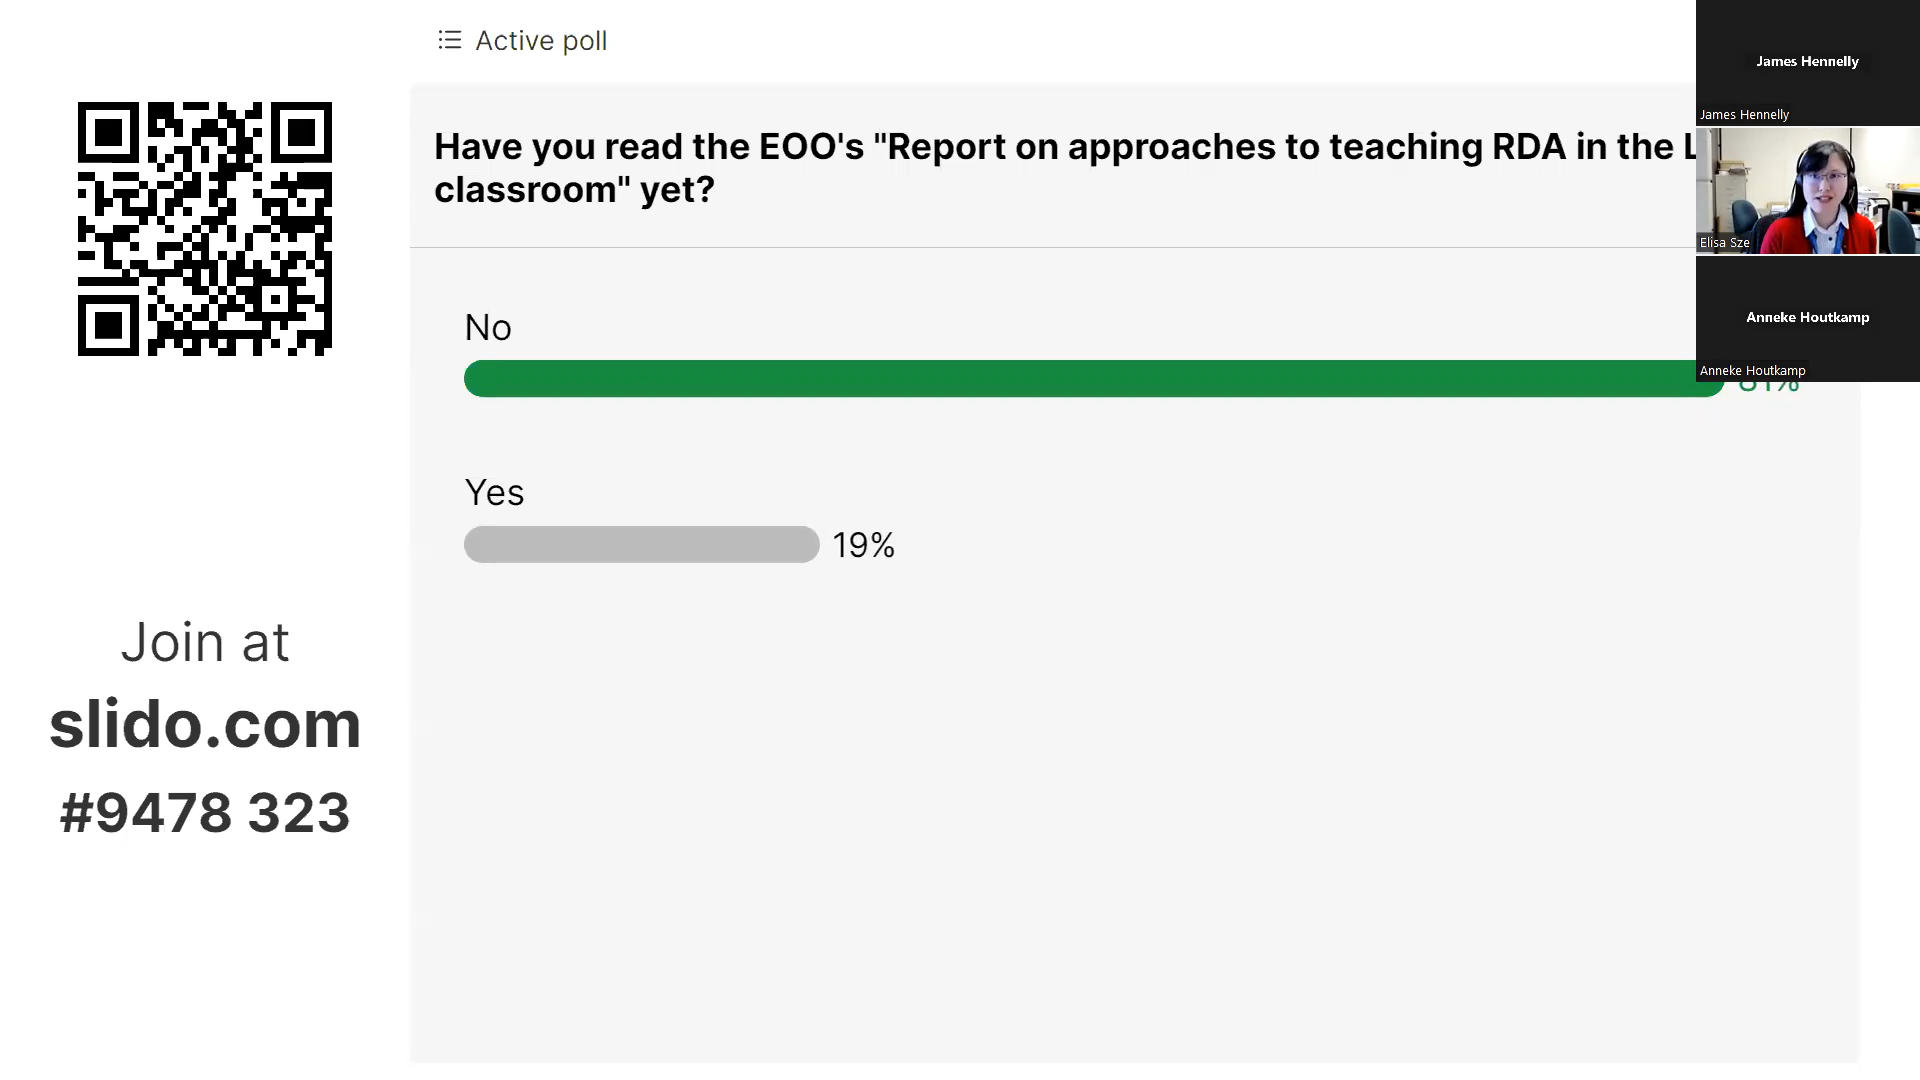 Active poll
Have you read the EOO's "Report on approaches to teaching RDA in the
classroom" yet?
No
81%
Yes
19%
Join at
slido.com
#9478 323
James Hennelly
James Hennelly
Elisa Sze
Anneke Houtkamp
Anneke Houtkamp